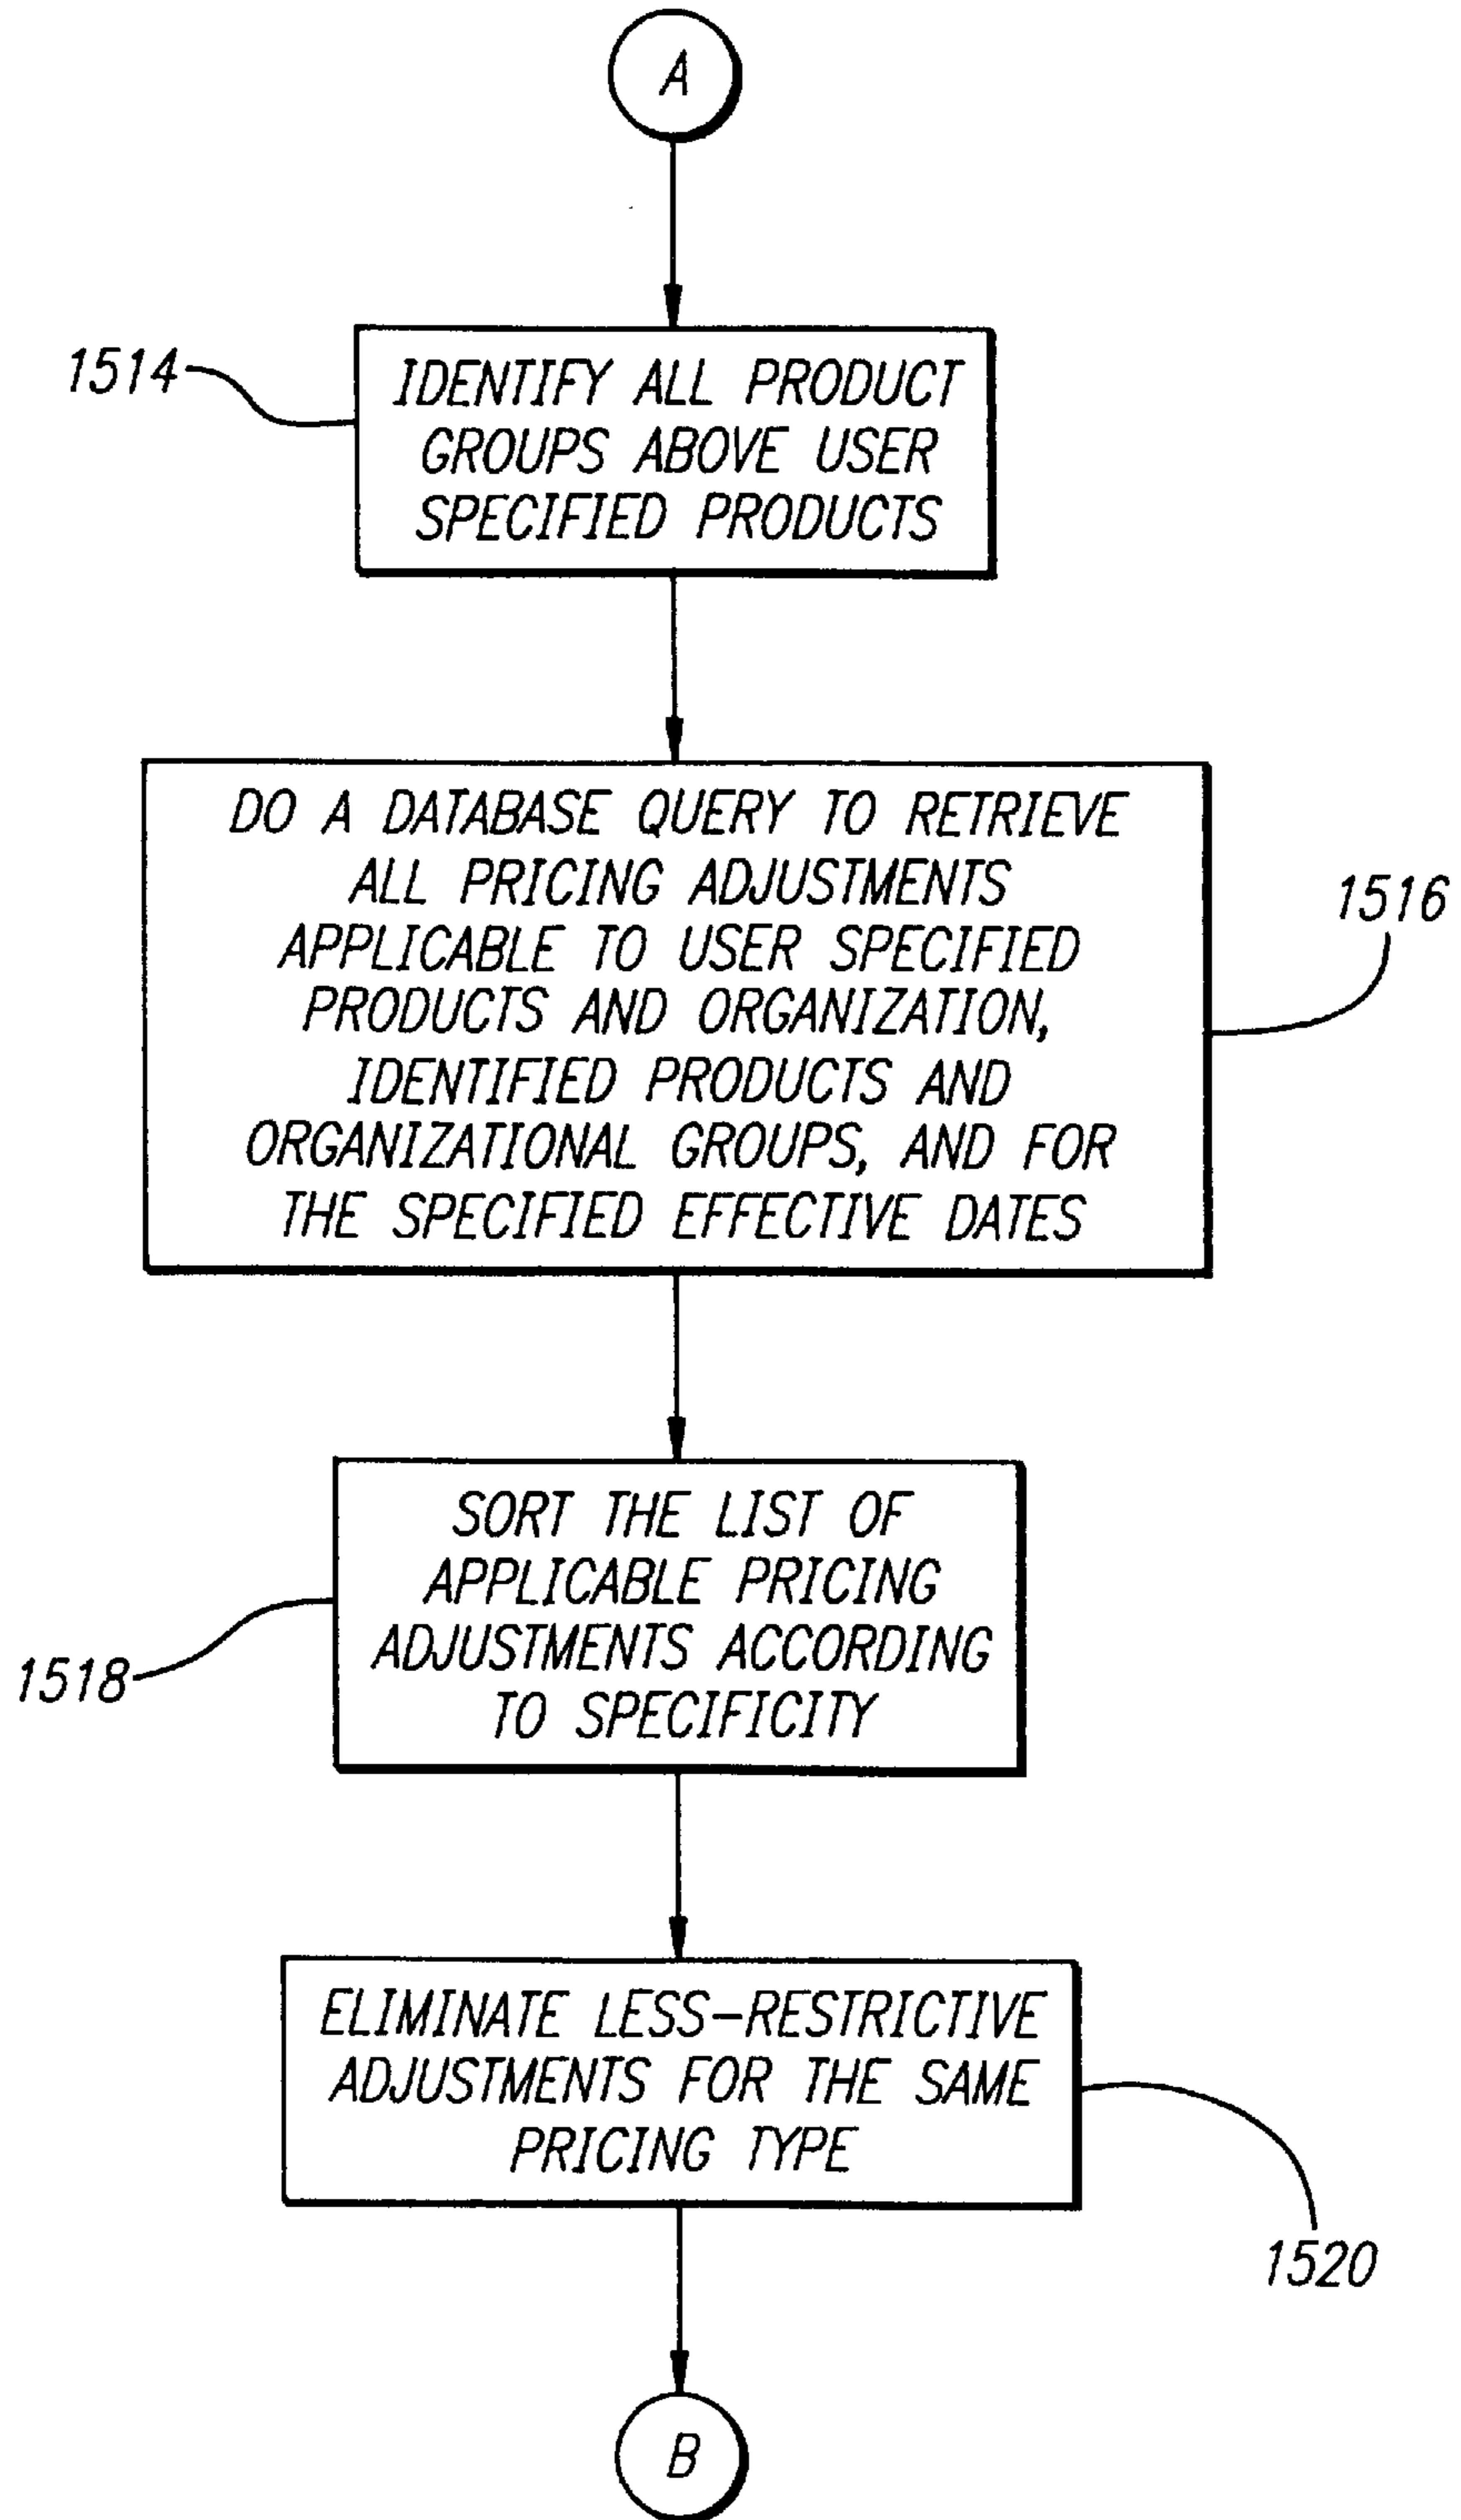 A
1514
IDENTIFY ALL PRODUCT
GROUPS ABOVE USER
SPECIFIED PRODUCTS
DO A DATABASE QUERY TO RETRIEVE
ALL PRICING ADJUSTMENTS
APPLICABLE TO USER SPECIFIED
PRODUCTS AND ORGANIZATION,
IDENTIFIED PRODUCTS AND
ORGANIZATIONAL GROUPS, AND FOR
THE SPECIFIED EFFECTIVE DATES
1516
SORT THE LIST OF
APPLICABLE PRICING
ADJUSTMENTS ACCORDING
TO SPECIFICITY
1518
ELIMINATE LESS-RESTRICTIVE
ADJUSTMENTS FOR THE SAME
PRICING TYPE
1520
B